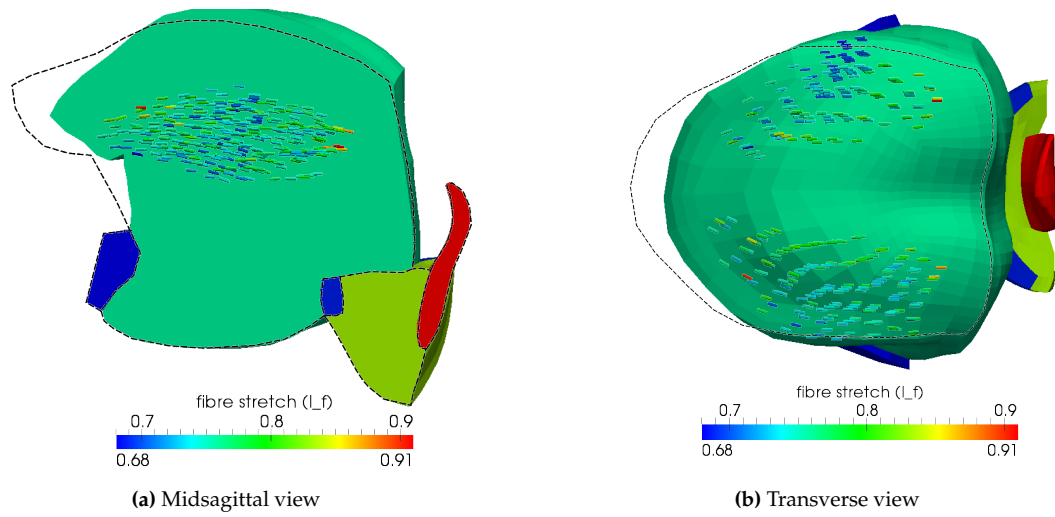 fibre stretch (l_f)
0.7 0.8 0.9
0.68 0.91
(a) Midsagittal view
fibre stretch (l_f)
0.7 0.8 0.9
0.68 0.91
(b) Transverse view